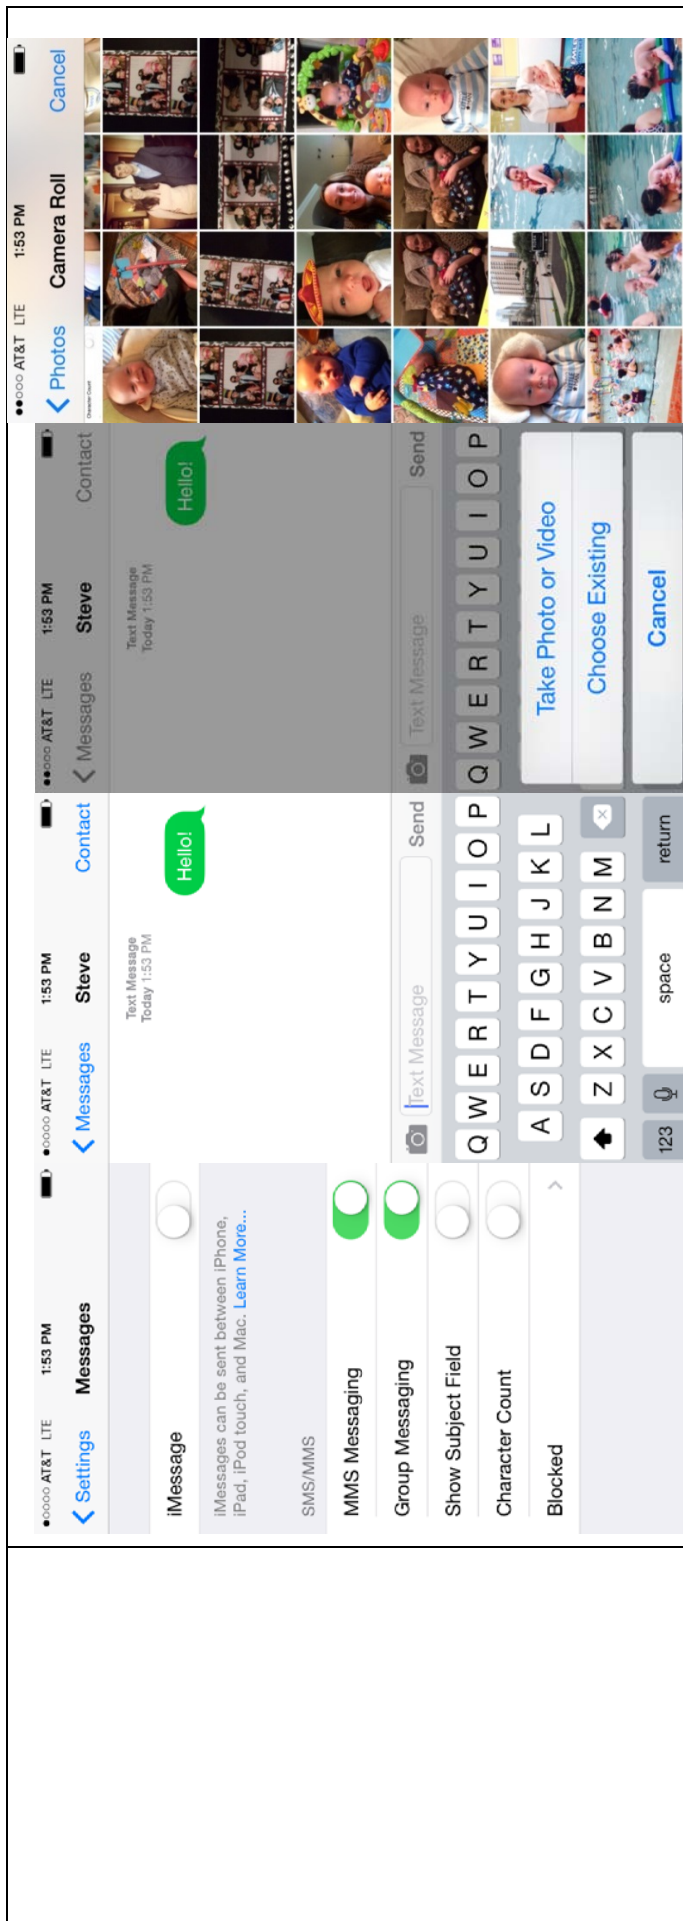 ●○○○○ AT&T LTE 1:53 PM
Settings Messages
iMessage
iMessages can be sent between iPhone,
iPad, iPod touch, and Mac. Learn More...
SMS/MMS
MMS Messaging
Group Messaging
Show Subject Field
Character Count
Blocked
●○○○○ AT&T LTE 1:53 PM
Messages Steve Contact
Text Message
Today 1:53 PM
Hello!
Text Message Send
Q W E R T Y U I O P
A S D F G H J K L
Z X C V B N M
123 space return
●●○○○ AT&T LTE 1:53 PM
Messages Steve Contact
Text Message
Today 1:53 PM
Hello!
Text Message Send
Q W E R T Y U I O P
Take Photo or Video
Choose Existing
Cancel
●●○○○ AT&T LTE 1:53 PM
Photos Camera Roll Cancel
Character Count